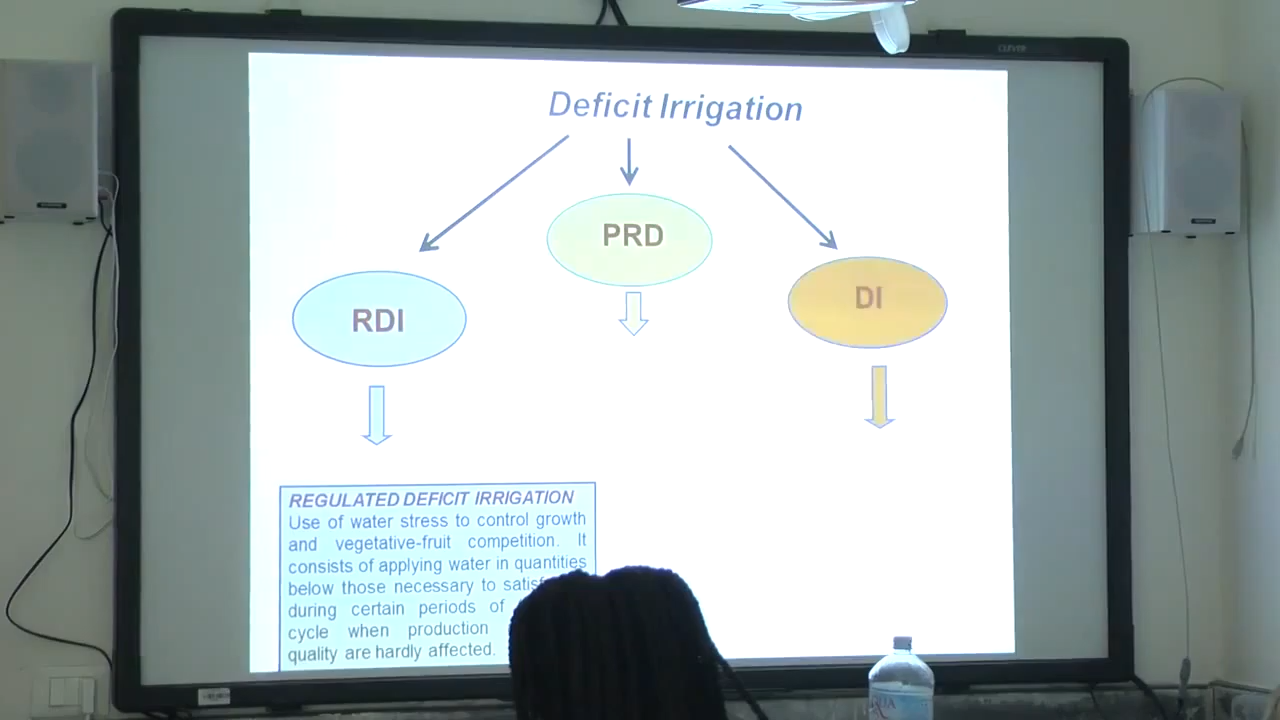 CLEVER
Deficit Irrigation
PRD
DI
RDI
REGULATED DEFICIT IRRIGATION
Use of water stress to control growth
and vegetative-fruit competition. It
consists of applying water in quantities
below those necessary to
during certain periods of
cycle when production
quality are hardly affected.